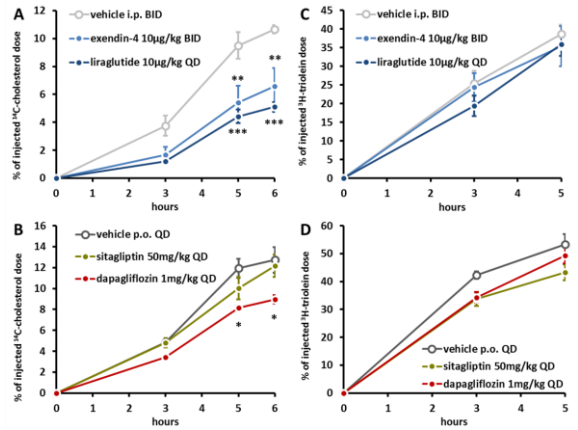 A
% of injected ¹⁴C-cholesterol dose
12
10
8
6
4
2
0
vehicle i.p. BID
exendin-4 10µg/kg BID
liraglutide 10µg/kg QD
**
**
***
***
0 1 2 3 4 5 6
hours
C
% of injected ³H-triolein dose
45
40
35
30
25
20
15
10
5
0
vehicle i.p. BID
exendin-4 10µg/kg BID
liraglutide 10µg/kg QD
0 1 2 3 4 5
hours
B
% of injected ¹⁴C-cholesterol dose
16
14
12
10
8
6
4
2
0
vehicle p.o. QD
sitagliptin 50mg/kg QD
dapagliflozin 1mg/kg QD
*
*
0 1 2 3 4 5 6
hours
D
% of injected ³H-triolein dose
60
50
40
30
20
10
0
vehicle p.o. QD
sitagliptin 50mg/kg QD
dapagliflozin 1mg/kg QD
0 1 2 3 4 5
hours